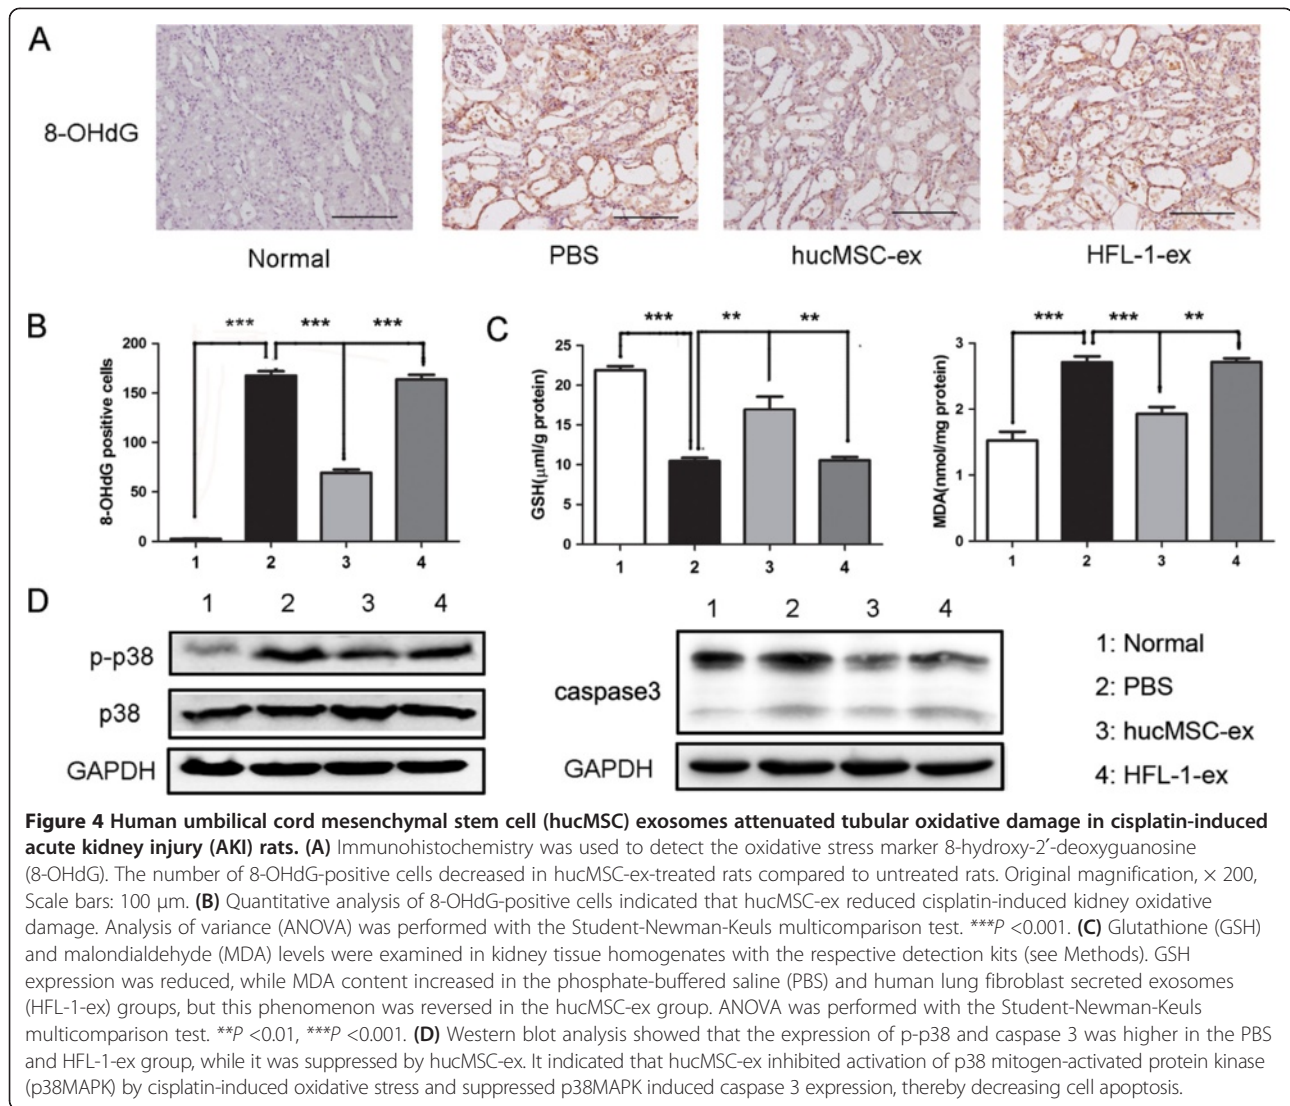 A
8-OHdG
Normal
PBS
hucMSC-ex
HFL-1-ex
B
*** *** ***
8-OHdG positive cells
200
150
100
50
0
1 2 3 4
C
*** ** **
GSH(μml/g protein)
25
20
15
10
5
0
1 2 3 4
*** *** **
MDA(nmol/mg protein)
3
2
1
0
1 2 3 4
D
1 2 3 4
p-p38
p38
GAPDH
1 2 3 4
caspase3
GAPDH
1: Normal
2: PBS
3: hucMSC-ex
4: HFL-1-ex
Figure 4 Human umbilical cord mesenchymal stem cell (hucMSC) exosomes attenuated tubular oxidative damage in cisplatin-induced
acute kidney injury (AKI) rats. (A) Immunohistochemistry was used to detect the oxidative stress marker 8-hydroxy-2′-deoxyguanosine
(8-OHdG). The number of 8-OHdG-positive cells decreased in hucMSC-ex-treated rats compared to untreated rats. Original magnification, × 200,
Scale bars: 100 μm. (B) Quantitative analysis of 8-OHdG-positive cells indicated that hucMSC-ex reduced cisplatin-induced kidney oxidative
damage. Analysis of variance (ANOVA) was performed with the Student-Newman-Keuls multicomparison test. ***P <0.001. (C) Glutathione (GSH)
and malondialdehyde (MDA) levels were examined in kidney tissue homogenates with the respective detection kits (see Methods). GSH
expression was reduced, while MDA content increased in the phosphate-buffered saline (PBS) and human lung fibroblast secreted exosomes
(HFL-1-ex) groups, but this phenomenon was reversed in the hucMSC-ex group. ANOVA was performed with the Student-Newman-Keuls
multicomparison test. **P <0.01, ***P <0.001. (D) Western blot analysis showed that the expression of p-p38 and caspase 3 was higher in the PBS
and HFL-1-ex group, while it was suppressed by hucMSC-ex. It indicated that hucMSC-ex inhibited activation of p38 mitogen-activated protein kinase
(p38MAPK) by cisplatin-induced oxidative stress and suppressed p38MAPK induced caspase 3 expression, thereby decreasing cell apoptosis.